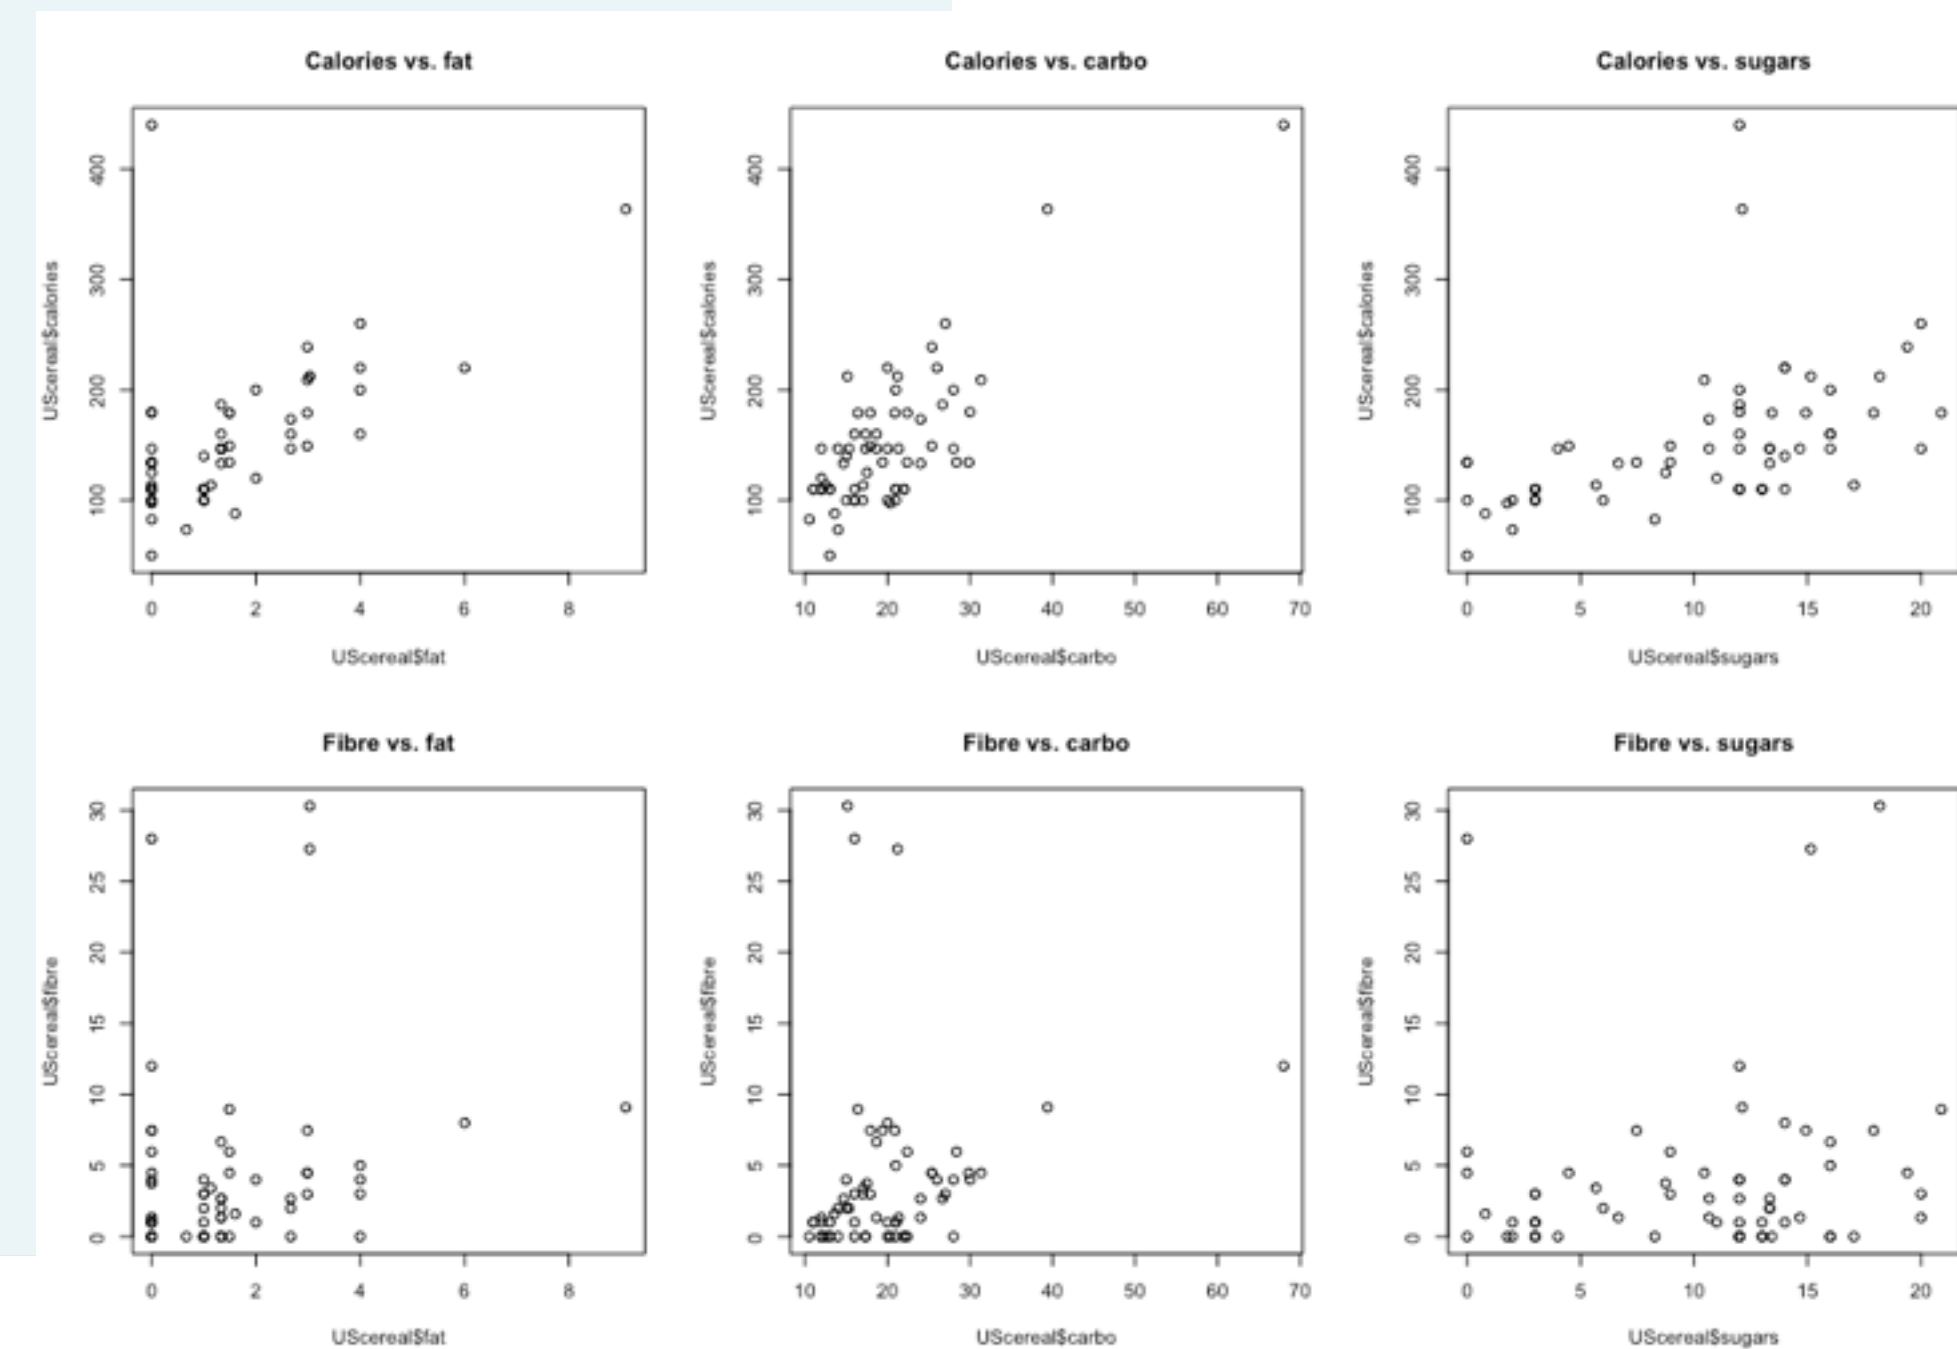 Calories vs. fat
Calories vs. carbo
Calories vs. sugars
UScereal$calories
400
300
200
100
0 2 4 6 8
UScereal$fat
UScereal$calories
400
300
200
100
10 20 30 40 50 60 70
UScereal$carbo
UScereal$calories
400
300
200
100
0 5 10 15 20
UScereal$sugars
Fibre vs. fat
Fibre vs. carbo
Fibre vs. sugars
UScereal$fibre
30
25
20
15
10
5
0
0 2 4 6 8
UScereal$fat
UScereal$fibre
30
25
20
15
10
5
0
10 20 30 40 50 60 70
UScereal$carbo
UScereal$fibre
30
25
20
15
10
5
0
0 5 10 15 20
UScereal$sugars